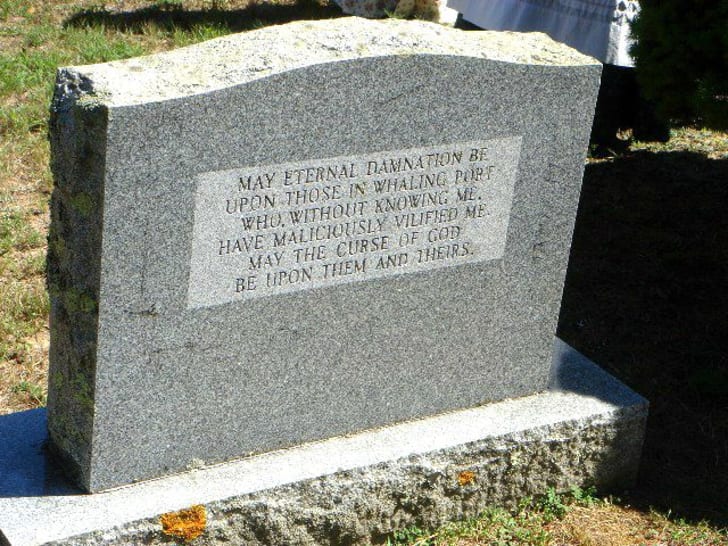 MAY ETERNAL DAMNATION BE
UPON THOSE IN WHALING PORT
WHO, WITHOUT KNOWING ME,
HAVE MALICIOUSLY VILIFIED ME.
MAY THE CURSE OF GOD
BE UPON THEM AND THEIRS.